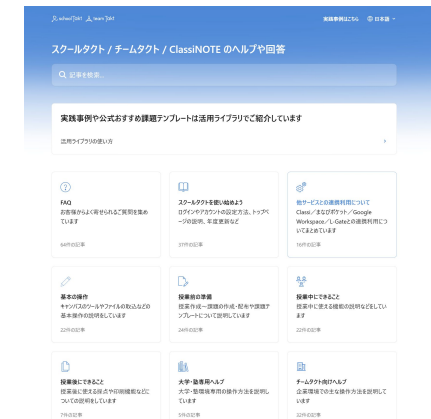 school Takt team Takt 実践事例はこちら 日本語
スクールタクト / チームタクト / ClassiNOTE のヘルプや回答
記事を検索...
実践事例や公式おすすめ課題テンプレートは活用ライブラリでご紹介しています
活用ライブラリの使い方
FAQ
お客様からよく寄せられるご質問を集め
ています
64件の記事
スクールタクトを使い始めよう
ログインやアカウントの設定方法、トップペ
ージの説明、年度更新など
37件の記事
他サービスとの連携利用について
Classi／まなびポケット／Google
Workspace／L-Gateとの連携利用につ
いてまとめています
19件の記事
基本の操作
キャンバスのツールやファイルの取込などの
基本操作の説明をしています
22件の記事
授業前の準備
授業作成～課題の作成・配布や課題テ
ンプレートについて説明しています
24件の記事
授業中にできること
授業中に使える機能の説明などをしてい
ます
22件の記事
授業後にできること
授業後に使える採点や印刷機能などに
ついての説明をしています
7件の記事
大学・塾専用ヘルプ
大学・塾環境専用の操作方法を説明し
ています
5件の記事
チームタクト向けヘルプ
企業環境での主な操作方法を説明して
います
32件の記事